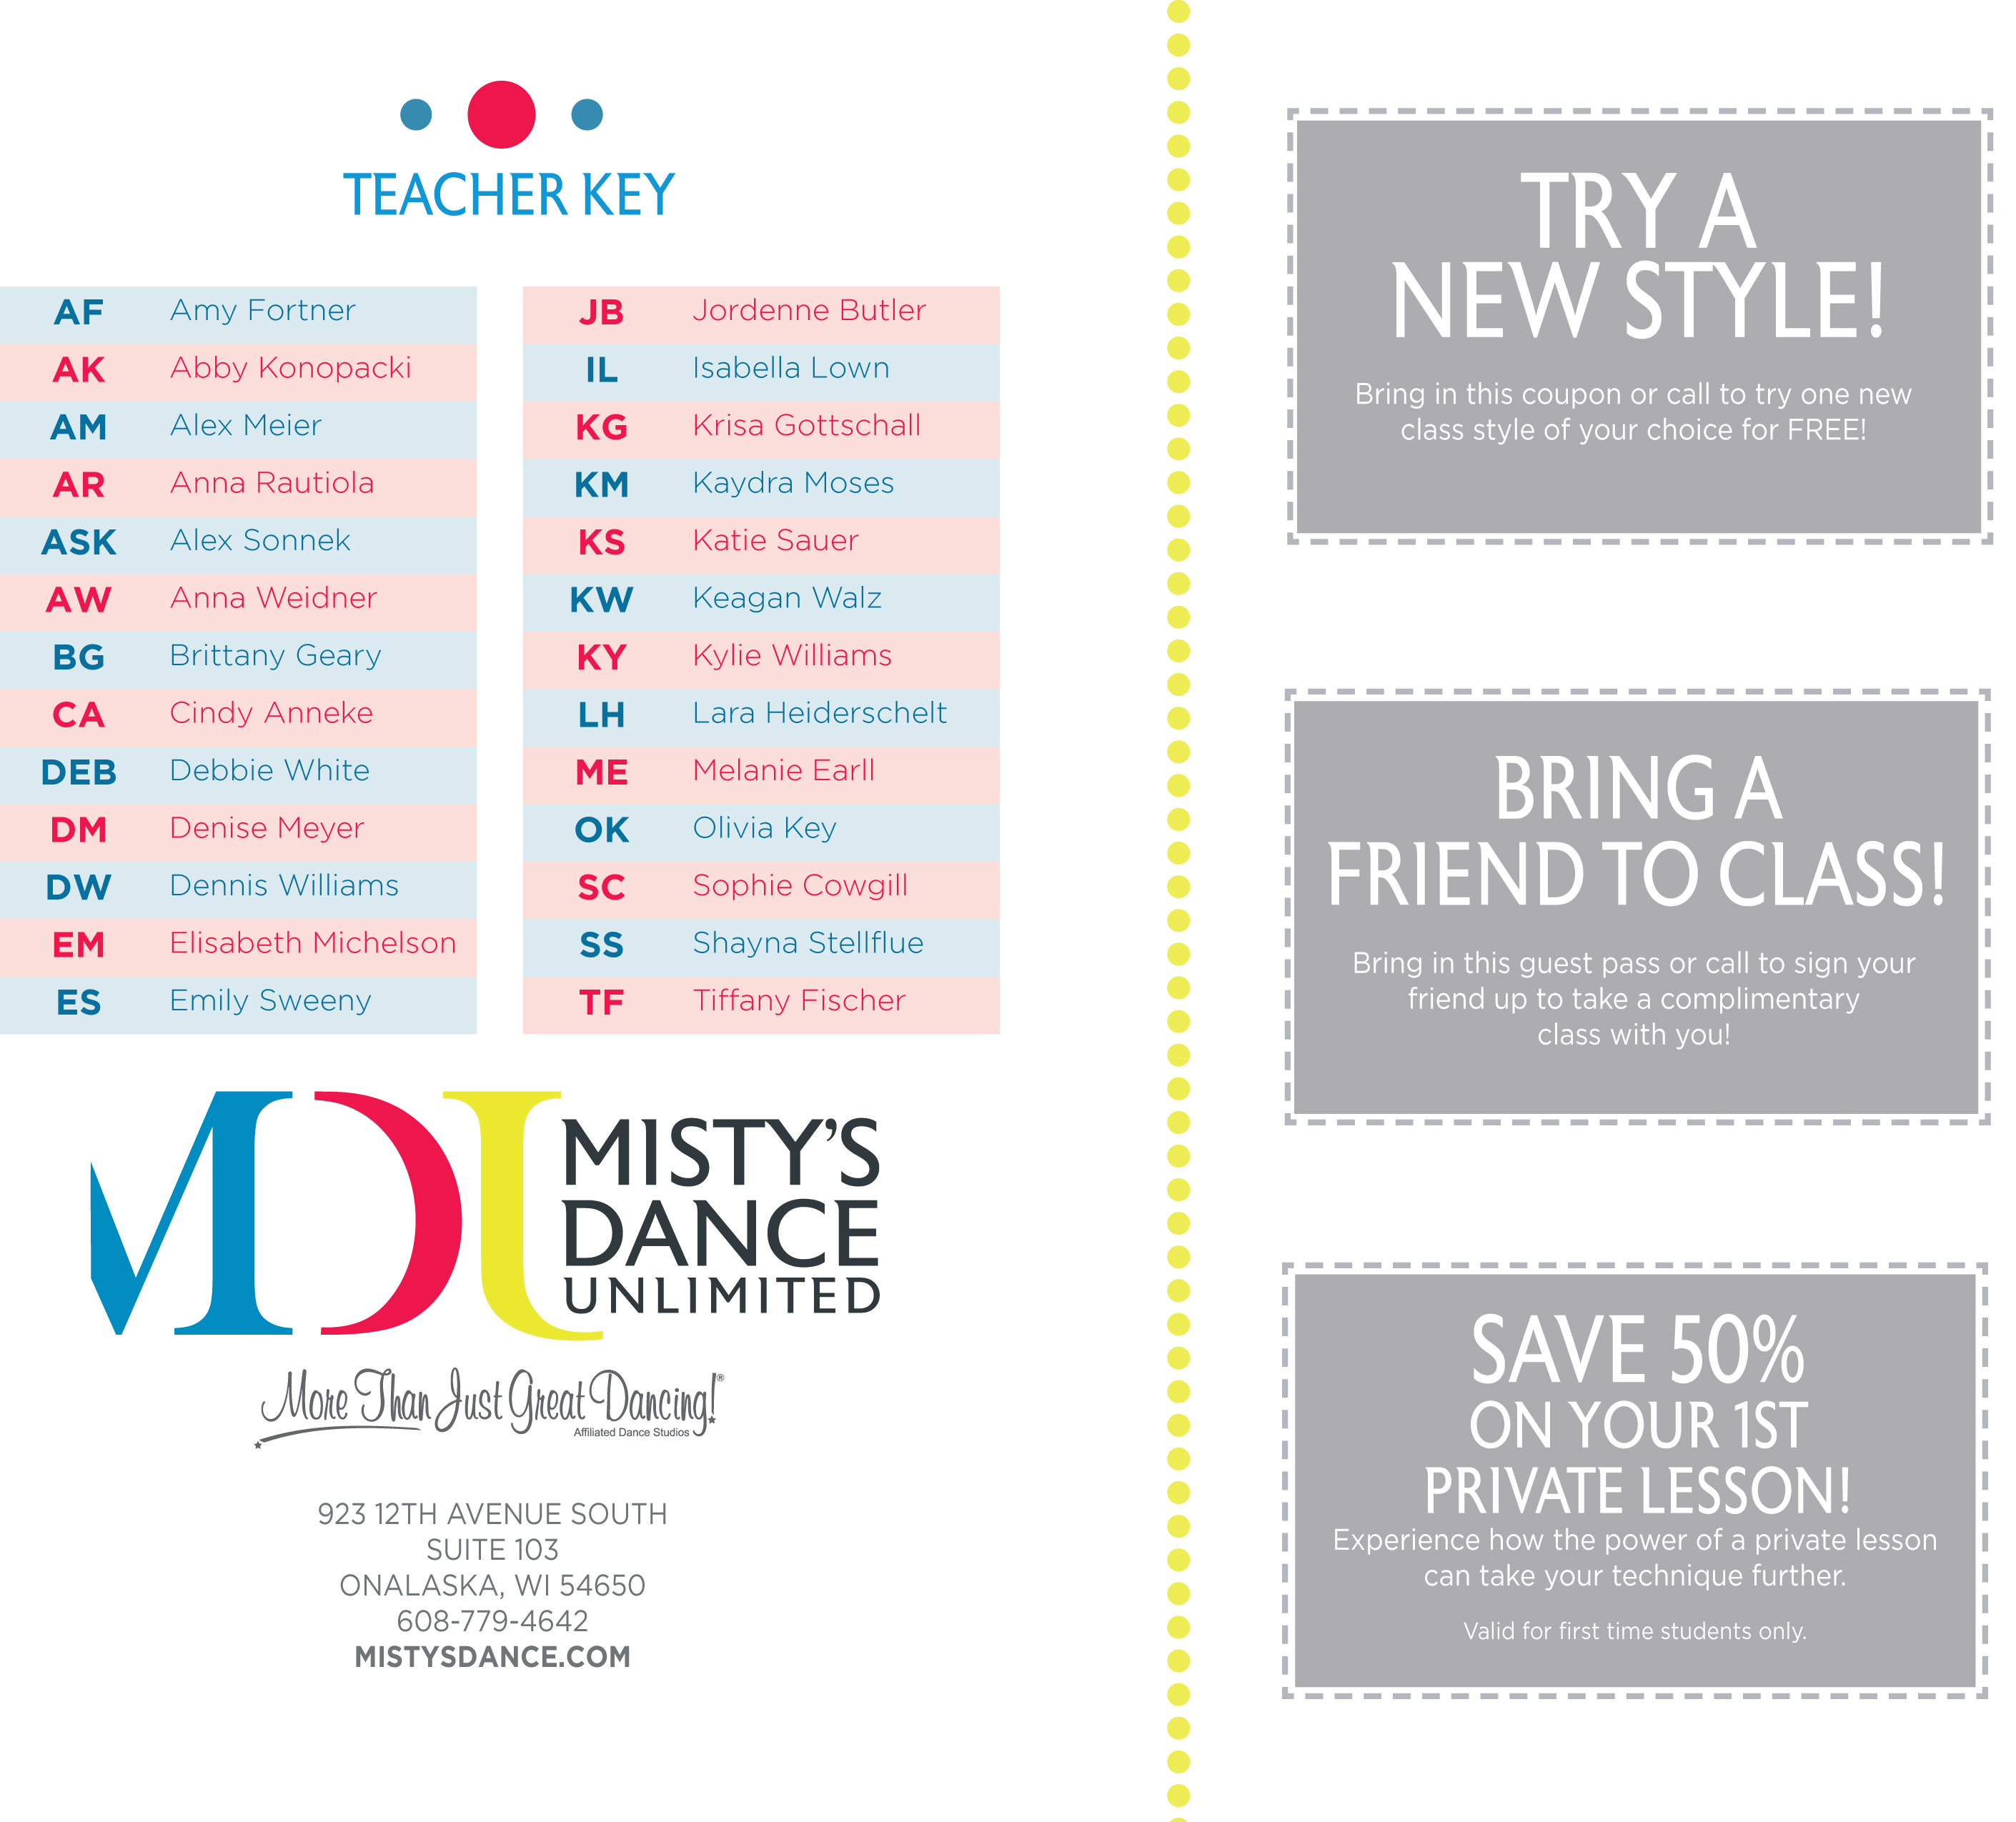 TEACHER KEY
AF Amy Fortner
AK Abby Konopacki
AM Alex Meier
AR Anna Rautiola
ASK Alex Sonnek
AW Anna Weidner
BG Brittany Geary
CA Cindy Anneke
DEB Debbie White
DM Denise Meyer
DW Dennis Williams
EM Elisabeth Michelson
ES Emily Sweeny
JB Jordenne Butler
IL Isabella Lown
KG Krisa Gottschall
KM Kaydra Moses
KS Katie Sauer
KW Keagan Walz
KY Kylie Williams
LH Lara Heiderschelt
ME Melanie Earll
OK Olivia Key
SC Sophie Cowgill
SS Shayna Stellflue
TF Tiffany Fischer
MDU
MISTY'S
DANCE
UNLIMITED
More Than Just Great Dancing!®
Affiliated Dance Studios
923 12TH AVENUE SOUTH
SUITE 103
ONALASKA, WI 54650
608-779-4642
MISTYSDANCE.COM
TRY A
NEW STYLE!
Bring in this coupon or call to try one new
class style of your choice for FREE!
BRING A
FRIEND TO CLASS!
Bring in this guest pass or call to sign your
friend up to take a complimentary
class with you!
SAVE 50%
ON YOUR 1ST
PRIVATE LESSON!
Experience how the power of a private lesson
can take your technique further.
Valid for first time students only.